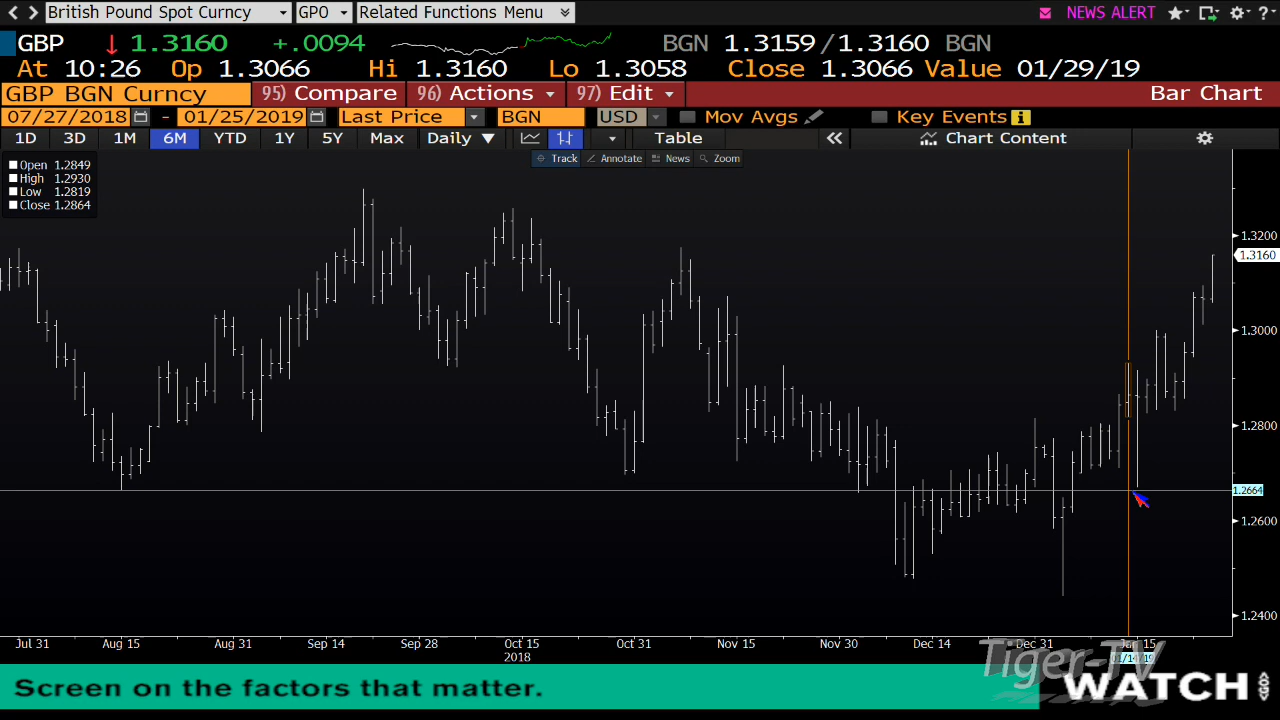 British Pound Spot Curncy GPO Related Functions Menu NEWS ALERT ?
GBP ↓ 1.3160 +.0094 BGN 1.3159/1.3160 BGN
At 10:26 Op 1.3066 Hi 1.3160 Lo 1.3058 Close 1.3066 Value 01/29/19
GBP BGN Curncy 95) Compare 96) Actions 97) Edit Bar Chart
07/27/2018 - 01/25/2019 Last Price BGN USD Mov Avgs Key Events i
1D 3D 1M 6M YTD 1Y 5Y Max Daily ▼ Table « Chart Content
Track Annotate News Zoom
Open 1.2849
High 1.2930
Low 1.2819
Close 1.2864
1.3200
1.3160
1.3000
1.2800
1.2664
1.2600
1.2400
Jul 31 Aug 15 Aug 31 Sep 14 Sep 28 Oct 15 Oct 31 Nov 15 Nov 30 Dec 14 Dec 31 Jan 15
2018 01/14/19
Tiger-TV
Screen on the factors that matter. WATCH